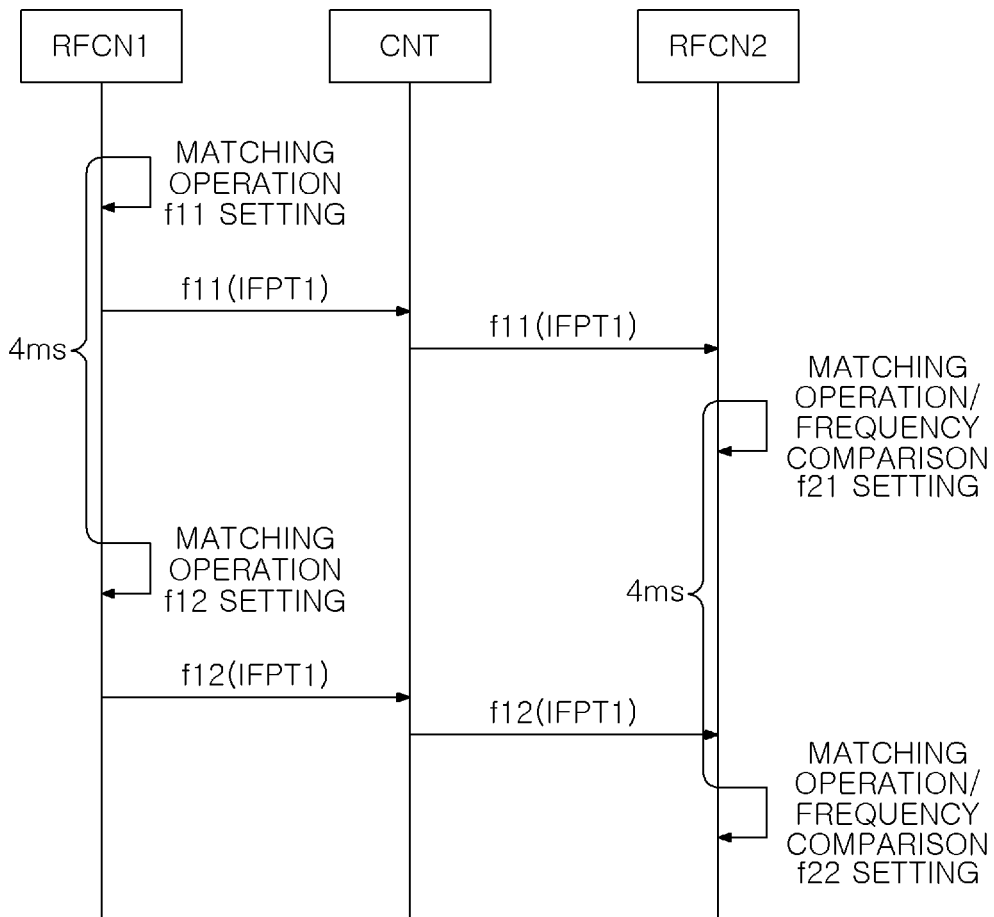 RFCN1
CNT
RFCN2
MATCHING
OPERATION
f11 SETTING
f11(IFPT1)
f11(IFPT1)
4ms
MATCHING
OPERATION/
FREQUENCY
COMPARISON
f21 SETTING
MATCHING
OPERATION
f12 SETTING
4ms
f12(IFPT1)
f12(IFPT1)
MATCHING
OPERATION/
FREQUENCY
COMPARISON
f22 SETTING